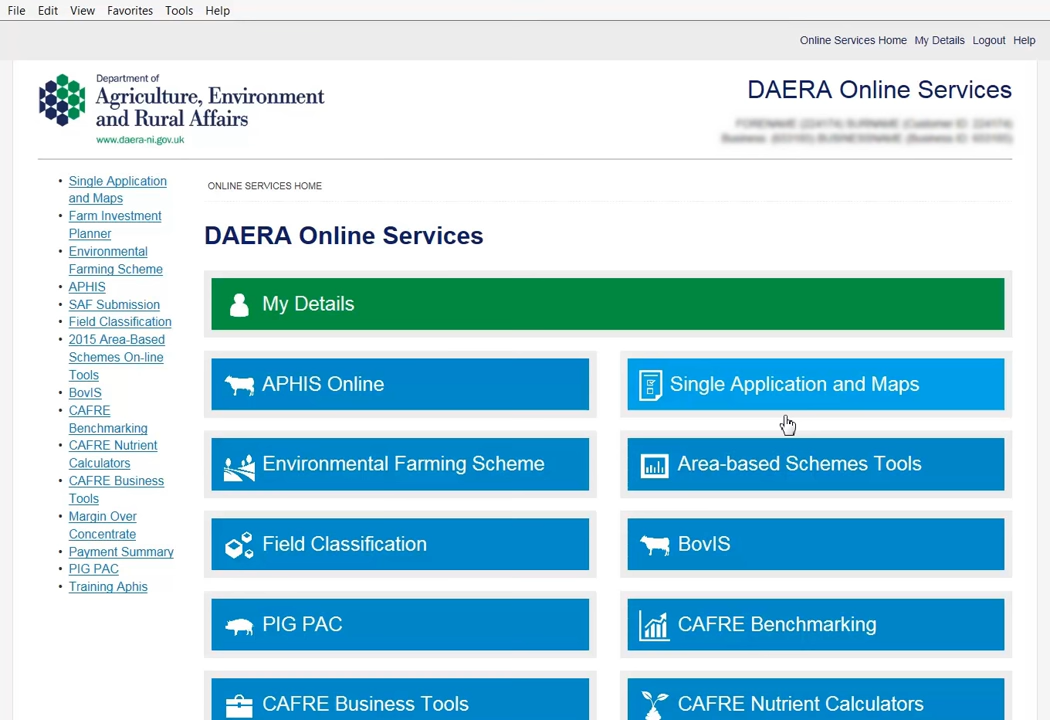 File Edit View Favorites Tools Help
Online Services Home My Details Logout Help
Department of
Agriculture, Environment
and Rural Affairs
www.daera-ni.gov.uk
DAERA Online Services
Single Application
and Maps
Farm Investment
Planner
Environmental
Farming Scheme
APHIS
SAF Submission
Field Classification
2015 Area-Based
Schemes On-line
Tools
BovIS
CAFRE
Benchmarking
CAFRE Nutrient
Calculators
CAFRE Business
Tools
Margin Over
Concentrate
Payment Summary
PIG PAC
Training Aphis
ONLINE SERVICES HOME
DAERA Online Services
My Details
APHIS Online
Single Application and Maps
Environmental Farming Scheme
Area-based Schemes Tools
Field Classification
BovIS
PIG PAC
CAFRE Benchmarking
CAFRE Business Tools
CAFRE Nutrient Calculators